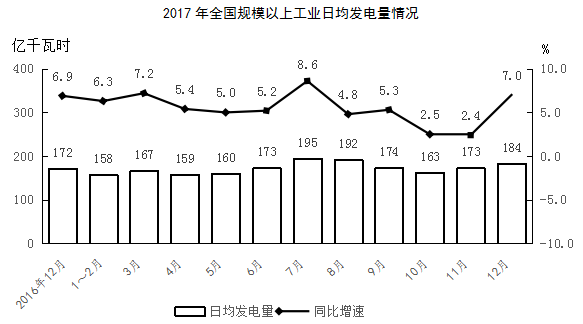 2017 年全国规模以上工业日均发电量情况
亿千瓦时
%
400 6.9 6.3 7.2 5.4 5.0 5.2 8.6 4.8 5.3 2.5 2.4 7.0 10.0
300 5.0
200 172 158 167 159 160 173 195 192 174 163 173 184 0.0
100 -5.0
0 -10.0
2016年12月 1～2月 3月 4月 5月 6月 7月 8月 9月 10月 11月 12月
日均发电量 同比增速